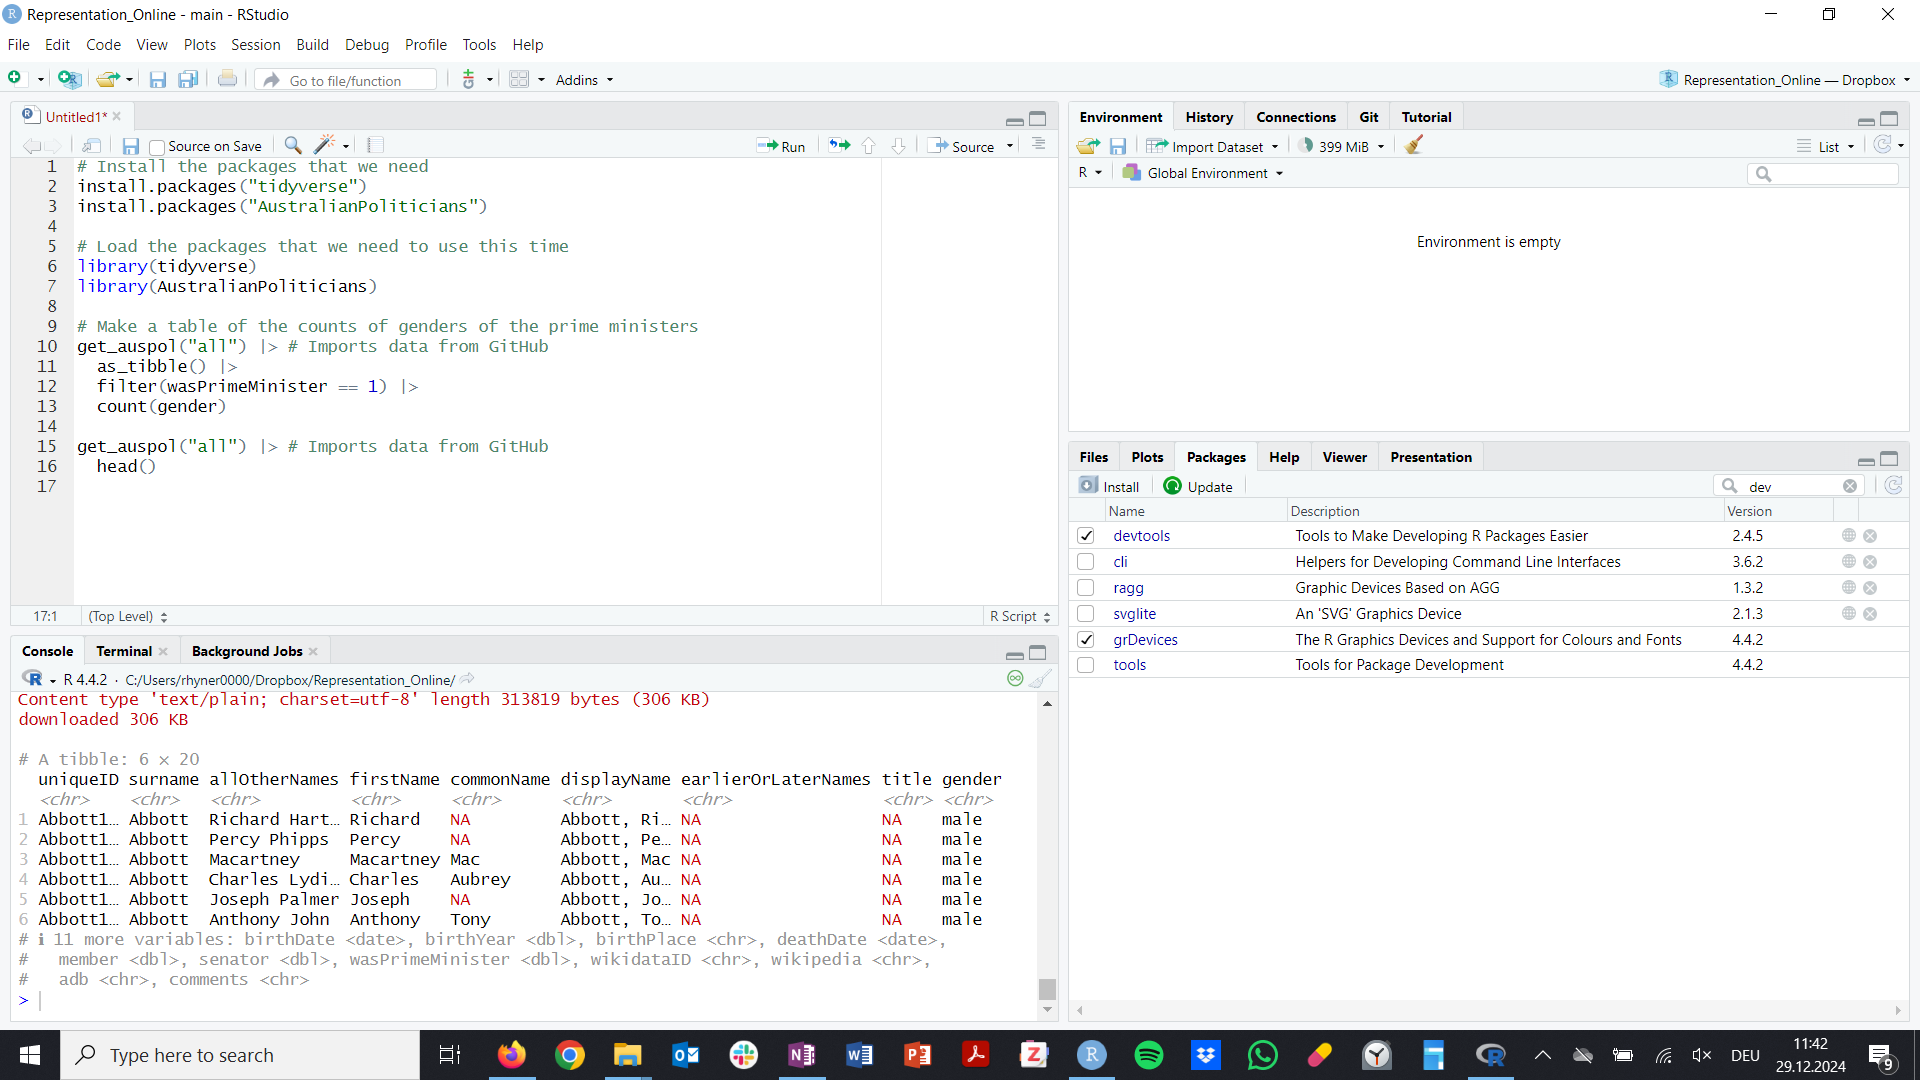 Representation_Online - main - RStudio
File Edit Code View Plots Session Build Debug Profile Tools Help
Go to file/function
Addins
Representation_Online — Dropbox
Untitled1*
Source on Save
Run
Source
1 # Install the packages that we need
2 install.packages("tidyverse")
3 install.packages("AustralianPoliticians")
4
5 # Load the packages that we need to use this time
6 library(tidyverse)
7 library(AustralianPoliticians)
8
9 # Make a table of the counts of genders of the prime ministers
10 get_auspol("all") |> # Imports data from GitHub
11 as_tibble() |>
12 filter(wasPrimeMinister == 1) |>
13 count(gender)
14
15 get_auspol("all") |> # Imports data from GitHub
16 head()
17
17:1 (Top Level) R Script
Console Terminal Background Jobs
R 4.4.2 · C:/Users/rhyner0000/Dropbox/Representation_Online/
Content type 'text/plain; charset=utf-8' length 313819 bytes (306 KB)
downloaded 306 KB
# A tibble: 6 × 20
uniqueID surname allOtherNames firstName commonName displayName earlierOrLaterNames title gender
<chr> <chr> <chr> <chr> <chr> <chr> <chr> <chr> <chr>
1 Abbott1… Abbott Richard Hart… Richard NA Abbott, Ri… NA NA male
2 Abbott1… Abbott Percy Phipps Percy NA Abbott, Pe… NA NA male
3 Abbott1… Abbott Macartney Macartney Mac Abbott, Mac NA NA male
4 Abbott1… Abbott Charles Lydi… Charles Aubrey Abbott, Au… NA NA male
5 Abbott1… Abbott Joseph Palmer Joseph NA Abbott, Jo… NA NA male
6 Abbott1… Abbott Anthony John Anthony Tony Abbott, To… NA NA male
# ℹ 11 more variables: birthDate <date>, birthYear <dbl>, birthPlace <chr>, deathDate <date>,
# member <dbl>, senator <dbl>, wasPrimeMinister <dbl>, wikidataID <chr>, wikipedia <chr>,
# adb <chr>, comments <chr>
>
Environment History Connections Git Tutorial
Import Dataset 399 MiB List
R Global Environment
Environment is empty
Files Plots Packages Help Viewer Presentation
Install Update dev
Name Description Version
devtools Tools to Make Developing R Packages Easier 2.4.5
cli Helpers for Developing Command Line Interfaces 3.6.2
ragg Graphic Devices Based on AGG 1.3.2
svglite An 'SVG' Graphics Device 2.1.3
grDevices The R Graphics Devices and Support for Colours and Fonts 4.4.2
tools Tools for Package Development 4.4.2
Type here to search
DEU
11:42
29.12.2024
9